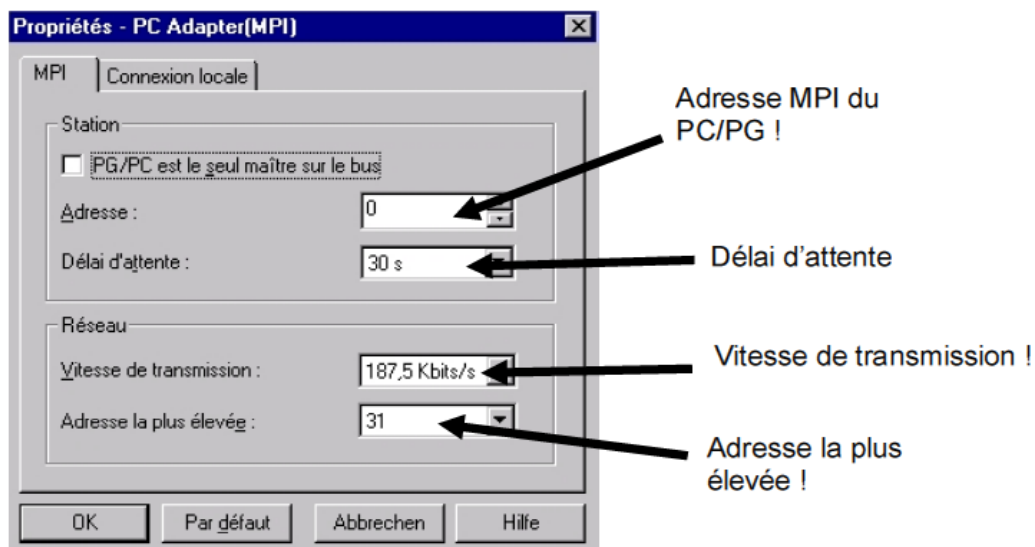 Propriétés - PC Adapter(MPI)
MPI
Connexion locale
Station
PG/PC est le seul maître sur le bus
Adresse :
0
Délai d'attente :
30 s
Réseau
Vitesse de transmission :
187,5 Kbits/s
Adresse la plus élevée :
31
OK
Par défaut
Abbrechen
Hilfe
Adresse MPI du
PC/PG !
Délai d'attente
Vitesse de transmission !
Adresse la plus
élevée !